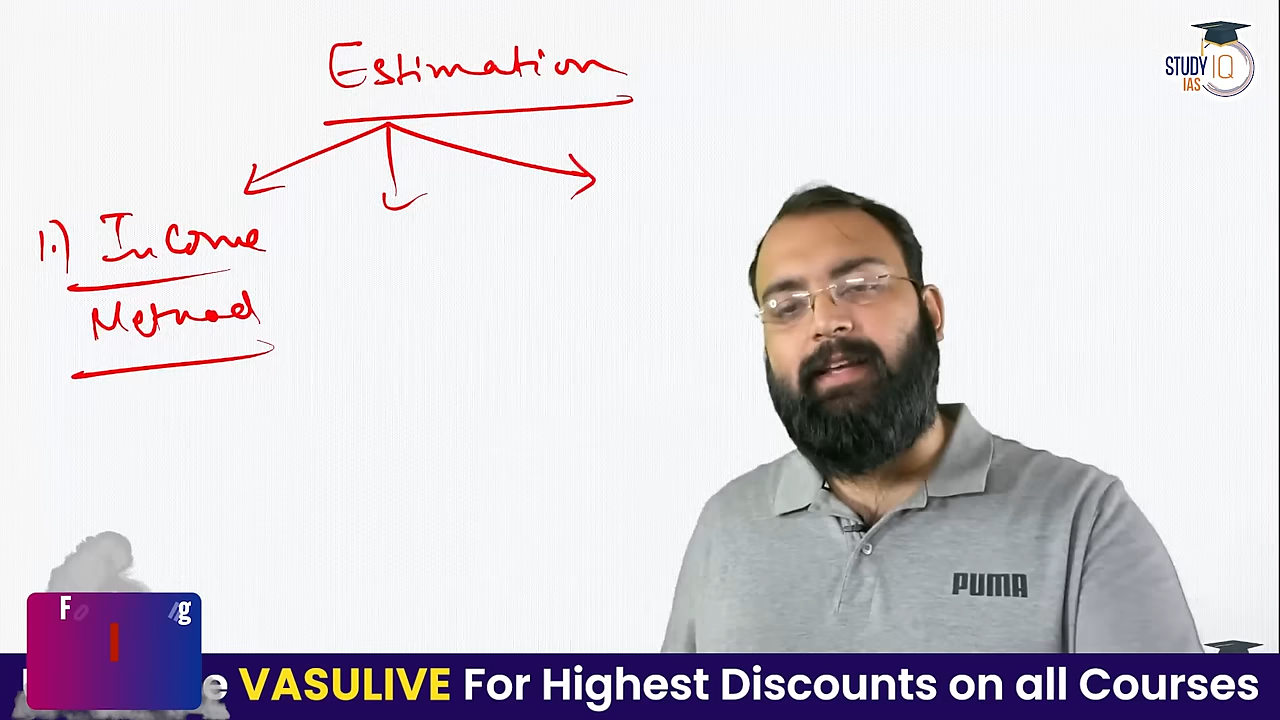 Estimation
STUDY IQ
IAS
1.) Income
Method
PUMA
F g
e VASULIVE For Highest Discounts on all Courses